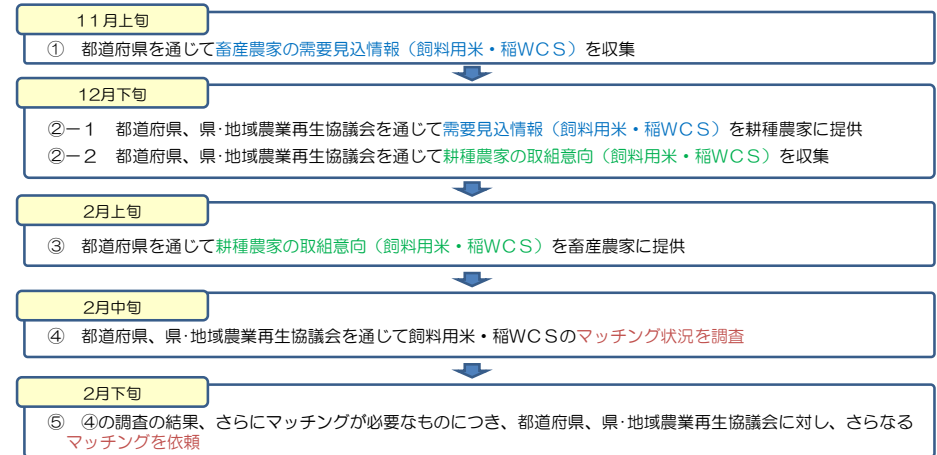 11月上旬
① 都道府県を通じて畜産農家の需要見込情報（飼料用米・稲WCS）を収集
12月下旬
②－１ 都道府県、県･地域農業再生協議会を通じて需要見込情報（飼料用米・稲WCS）を耕種農家に提供
②－２ 都道府県、県･地域農業再生協議会を通じて耕種農家の取組意向（飼料用米・稲WCS）を収集
2月上旬
③ 都道府県を通じて耕種農家の取組意向（飼料用米・稲WCS）を畜産農家に提供
2月中旬
④ 都道府県、県･地域農業再生協議会を通じて飼料用米・稲WCSのマッチング状況を調査
2月下旬
⑤ ④の調査の結果、さらにマッチングが必要なものにつき、都道府県、県･地域農業再生協議会に対し、さらなる
マッチングを依頼